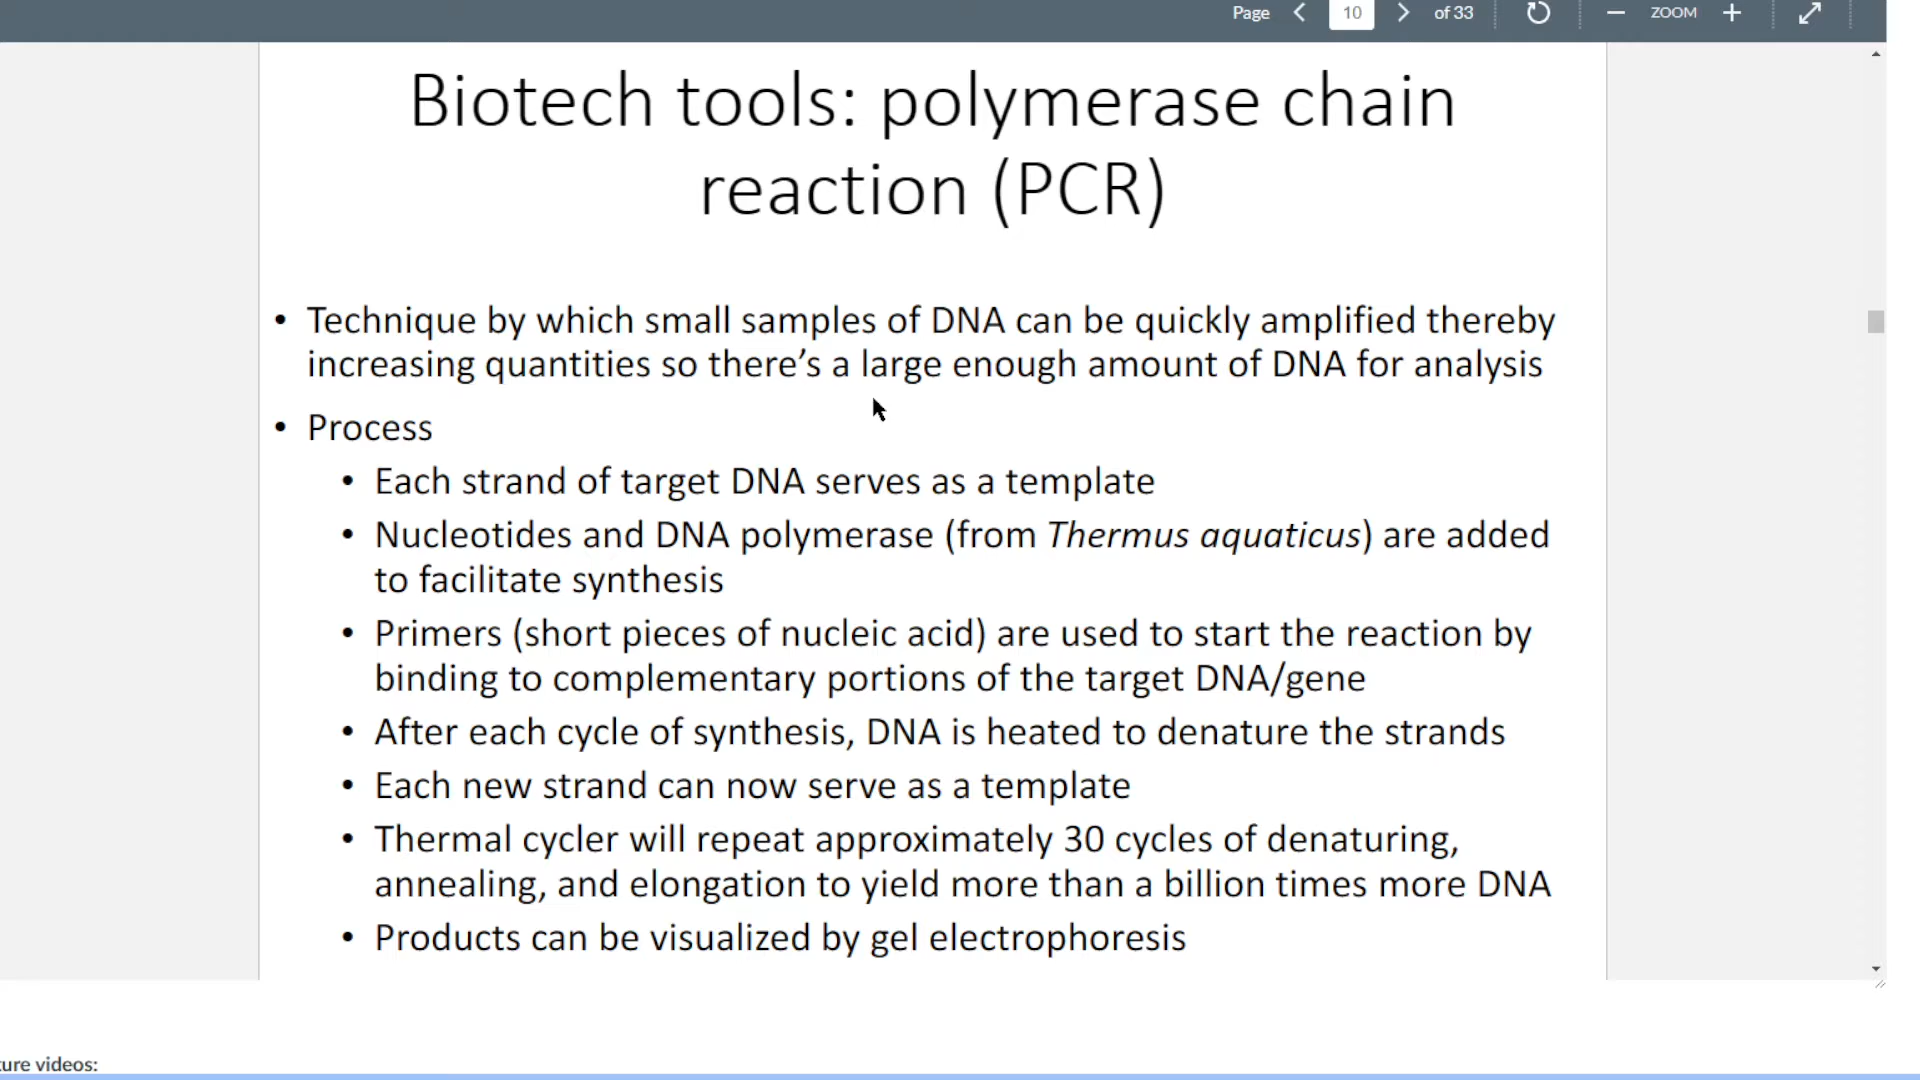 Page 10 of 33 ZOOM
Biotech tools: polymerase chain
reaction (PCR)
• Technique by which small samples of DNA can be quickly amplified thereby
increasing quantities so there’s a large enough amount of DNA for analysis
• Process
• Each strand of target DNA serves as a template
• Nucleotides and DNA polymerase (from Thermus aquaticus) are added
to facilitate synthesis
• Primers (short pieces of nucleic acid) are used to start the reaction by
binding to complementary portions of the target DNA/gene
• After each cycle of synthesis, DNA is heated to denature the strands
• Each new strand can now serve as a template
• Thermal cycler will repeat approximately 30 cycles of denaturing,
annealing, and elongation to yield more than a billion times more DNA
• Products can be visualized by gel electrophoresis
videos: